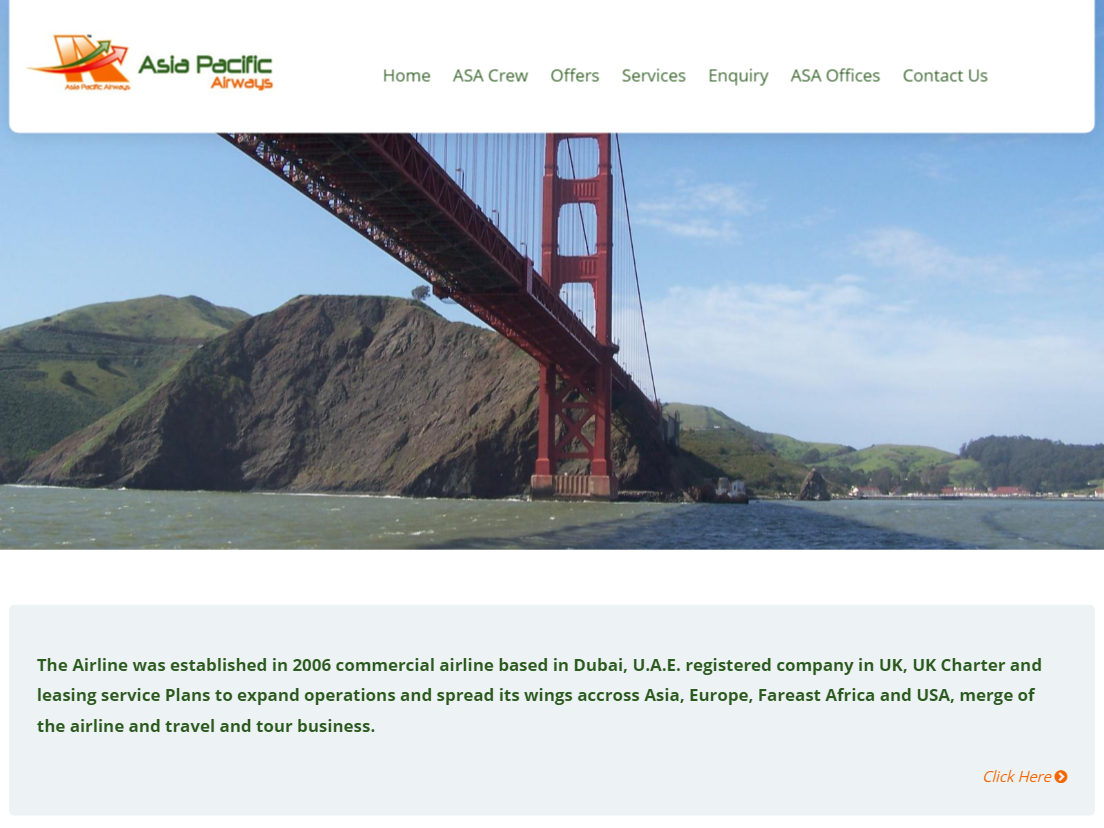 Asia Pacific Airways
Asia Pacific
Airways
Home ASA Crew Offers Services Enquiry ASA Offices Contact Us
The Airline was established in 2006 commercial airline based in Dubai, U.A.E. registered company in UK, UK Charter and
leasing service Plans to expand operations and spread its wings accross Asia, Europe, Fareast Africa and USA, merge of
the airline and travel and tour business.
Click Here